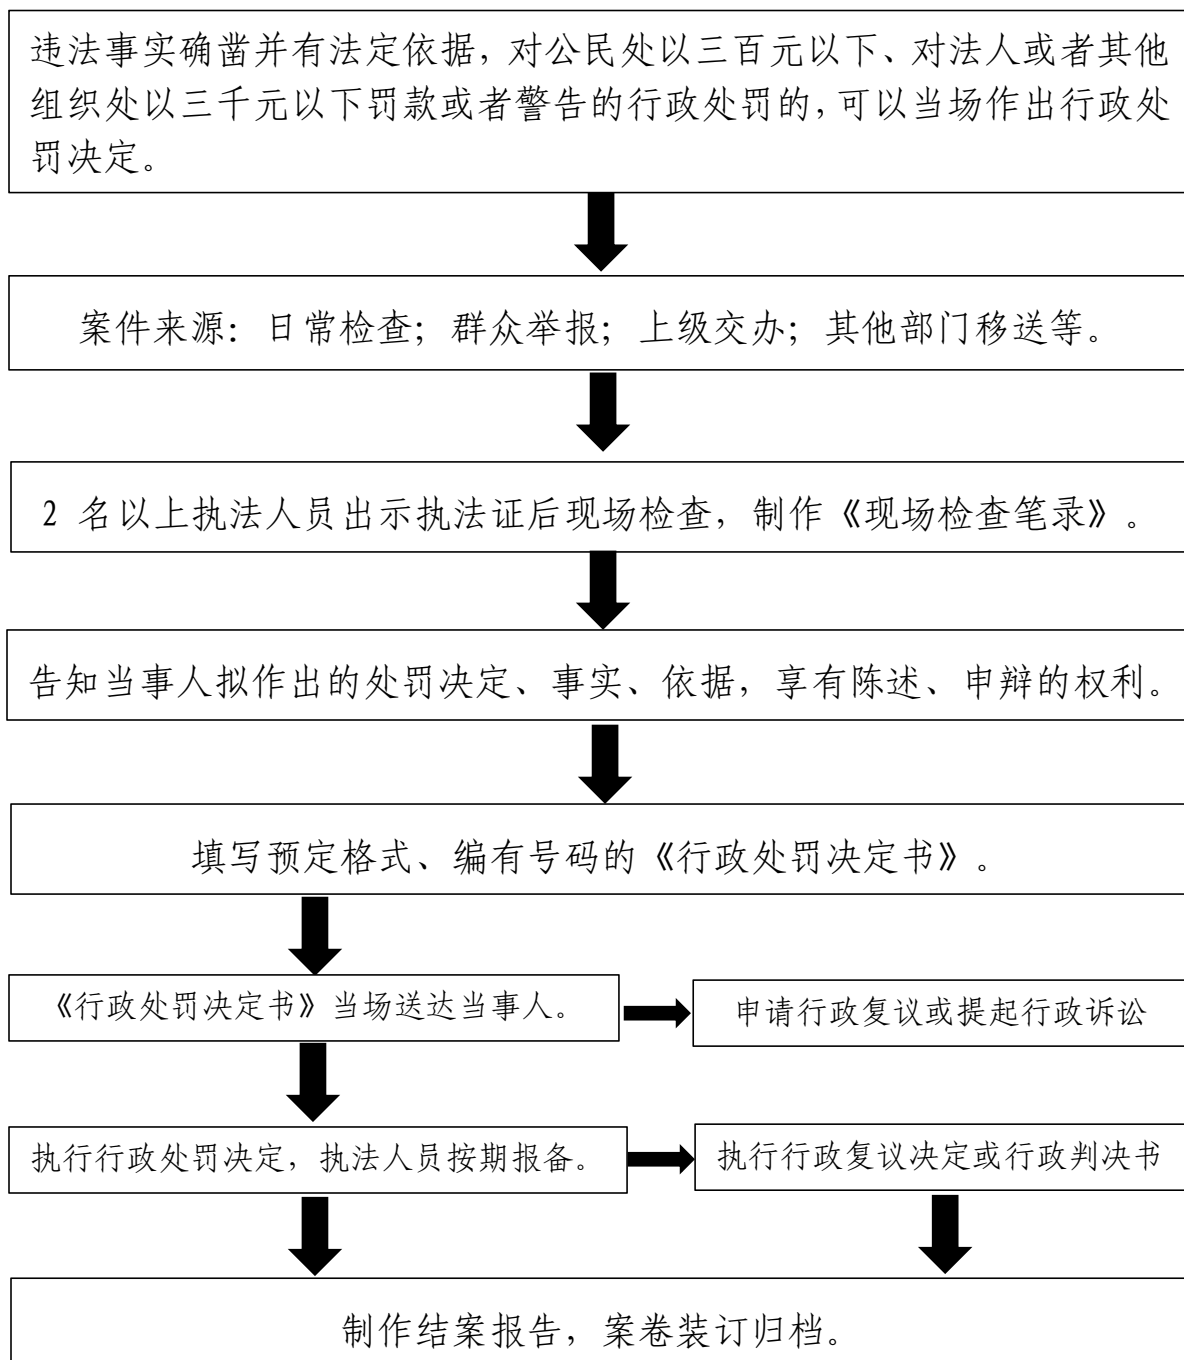 违法事实确凿并有法定依据，对公民处以三百元以下、对法人或者其他
组织处以三千元以下罚款或者警告的行政处罚的，可以当场作出行政处
罚决定。
案件来源：日常检查；群众举报；上级交办；其他部门移送等。
2 名以上执法人员出示执法证后现场检查，制作《现场检查笔录》。
告知当事人拟作出的处罚决定、事实、依据，享有陈述、申辩的权利。
填写预定格式、编有号码的《行政处罚决定书》。
《行政处罚决定书》当场送达当事人。
申请行政复议或提起行政诉讼
执行行政处罚决定，执法人员按期报备。
执行行政复议决定或行政判决书
制作结案报告，案卷装订归档。